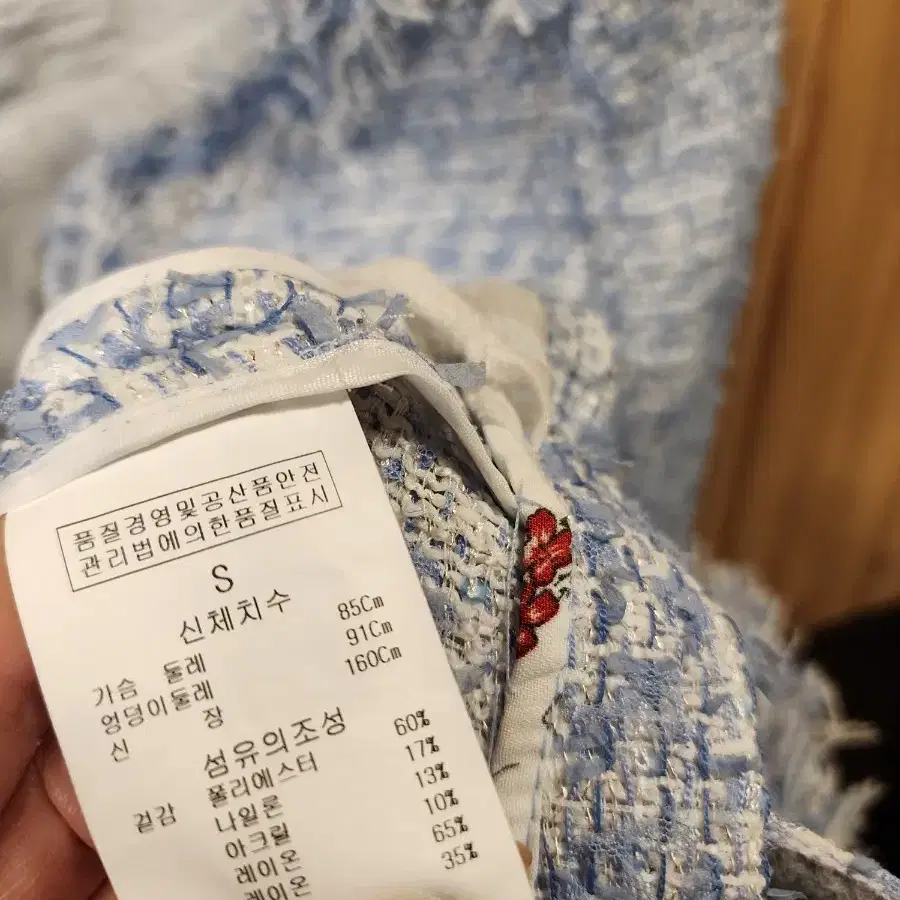 품질경영및공산품안전
관리법에의한품질표시
S
신체치수
가슴 둘레 85Cm
엉덩이둘레 91Cm
신 장 160Cm
섬유의조성
겉감 폴리에스터 60%
나일론 17%
아크릴 13%
레이온 10%
레이온 65%
35%